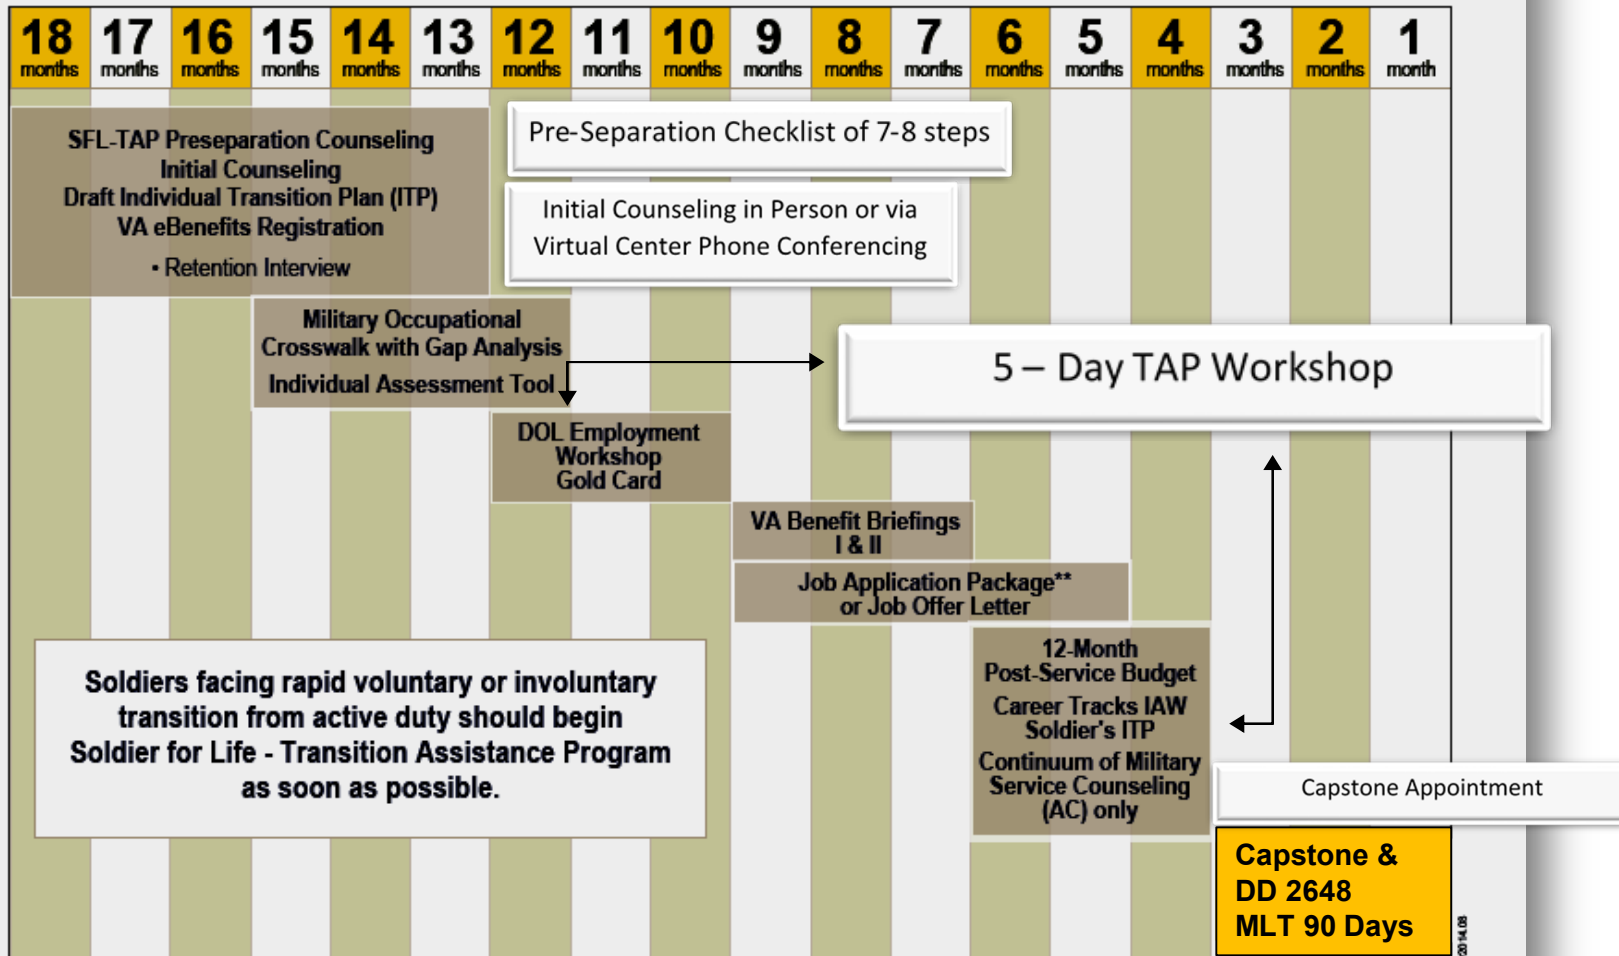 18 17 16 15 14 13 12 11 10 9 8 7 6 5 4 3 2 1
months months months months months months months months months months months months months months months months months month
SFL-TAP Preseparation Counseling
Initial Counseling
Draft Individual Transition Plan (ITP)
VA eBenefits Registration
• Retention Interview
Pre-Separation Checklist of 7-8 steps
Initial Counseling in Person or via
Virtual Center Phone Conferencing
Military Occupational
Crosswalk with Gap Analysis
Individual Assessment Tool
5 – Day TAP Workshop
DOL Employment
Workshop
Gold Card
VA Benefit Briefings
I & II
Job Application Package**
or Job Offer Letter
12-Month
Post-Service Budget
Career Tracks IAW
Soldier's ITP
Continuum of Military
Service Counseling
(AC) only
Soldiers facing rapid voluntary or involuntary
transition from active duty should begin
Soldier for Life - Transition Assistance Program
as soon as possible.
Capstone Appointment
Capstone &
DD 2648
MLT 90 Days
2014.08